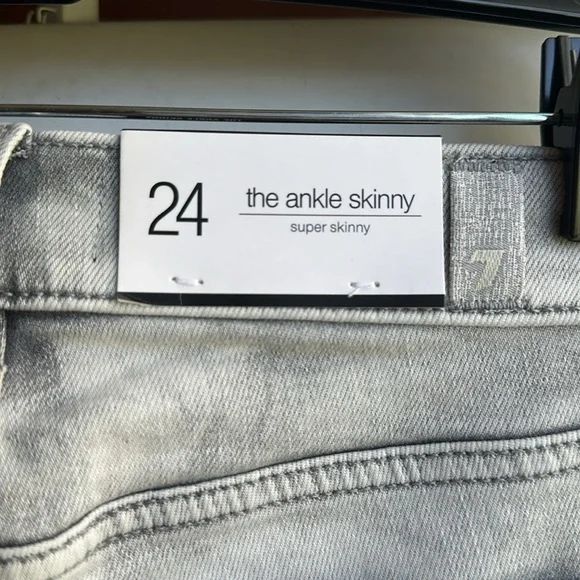 24
the ankle skinny
super skinny
7